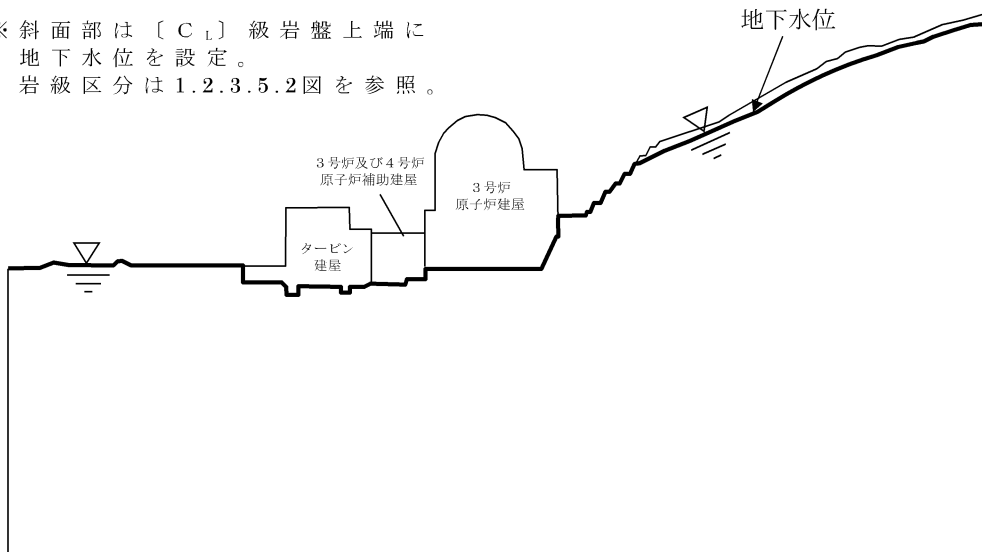 ※斜面部は〔ＣL〕級岩盤上端に
地下水位を設定。
岩級区分は1.2.3.5.2図を参照。
地下水位
３号炉及び４号炉
原子炉補助建屋
３号炉
原子炉建屋
タービン
建屋